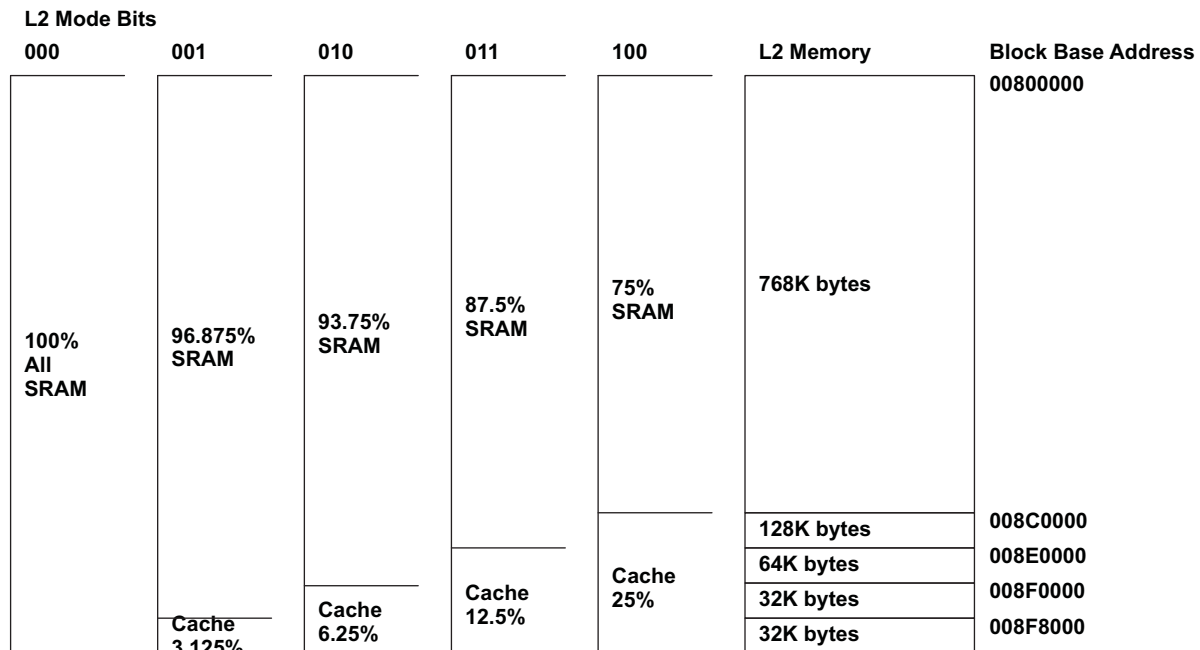 L2 Mode Bits
000 001 010 011 100 L2 Memory Block Base Address
00800000
100%
All
SRAM
96.875%
SRAM
93.75%
SRAM
87.5%
SRAM
75%
SRAM
768K bytes
008C0000
128K bytes
008E0000
64K bytes
008F0000
32K bytes
008F8000
32K bytes
Cache
3.125%
Cache
6.25%
Cache
12.5%
Cache
25%